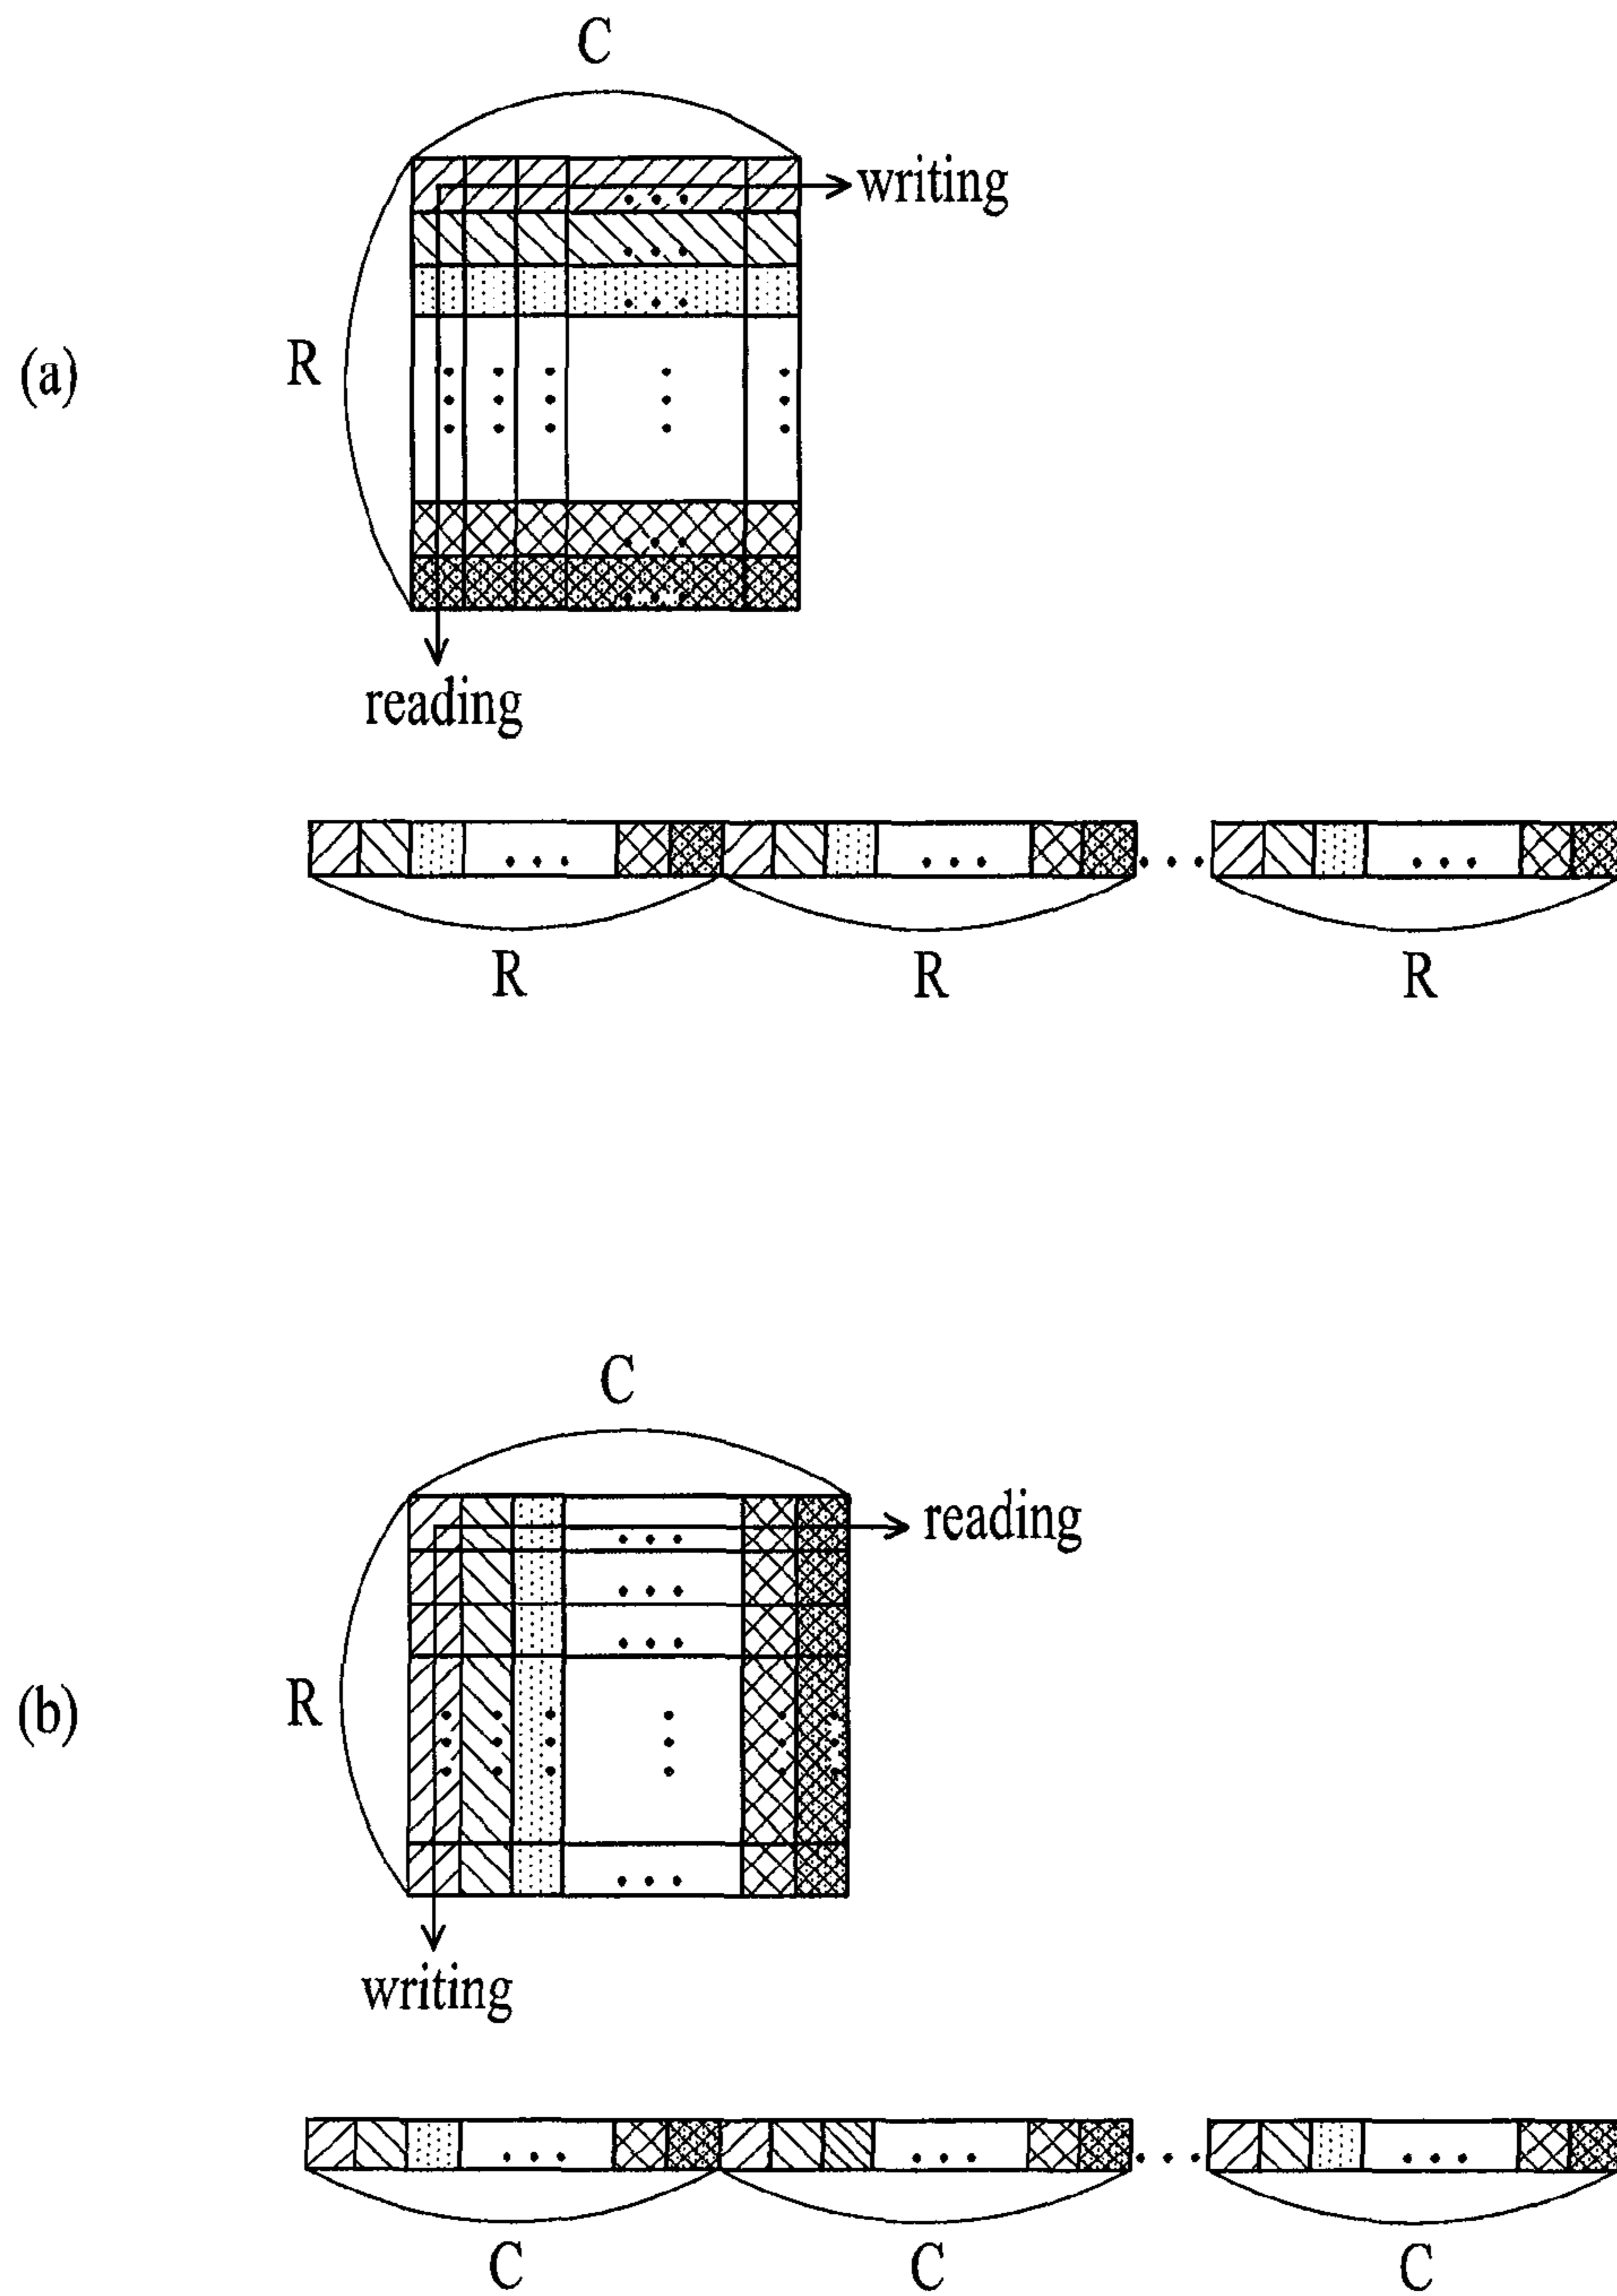 C
writing
R
(a)
reading
R R R
C
reading
R
(b)
writing
C C C